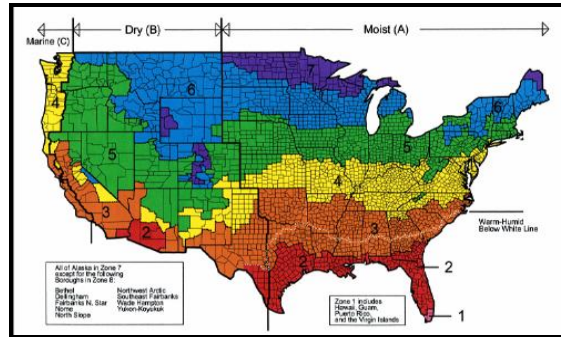 Marine (C)
Dry (B)
Moist (A)
4
6
7
6
5
5
4
3
2
3
2
Warm-Humid
Below White Line
2
1
All of Alaska in Zone 7
except for the following
Boroughs in Zone 8:
Bethel Northwest Arctic
Dellingham Southeast Fairbanks
Fairbanks N. Star Wade Hampton
Nome Yukon-Koyukuk
North Slope
Zone 1 includes
Hawaii, Guam,
Puerto Rico,
and the Virgin Islands